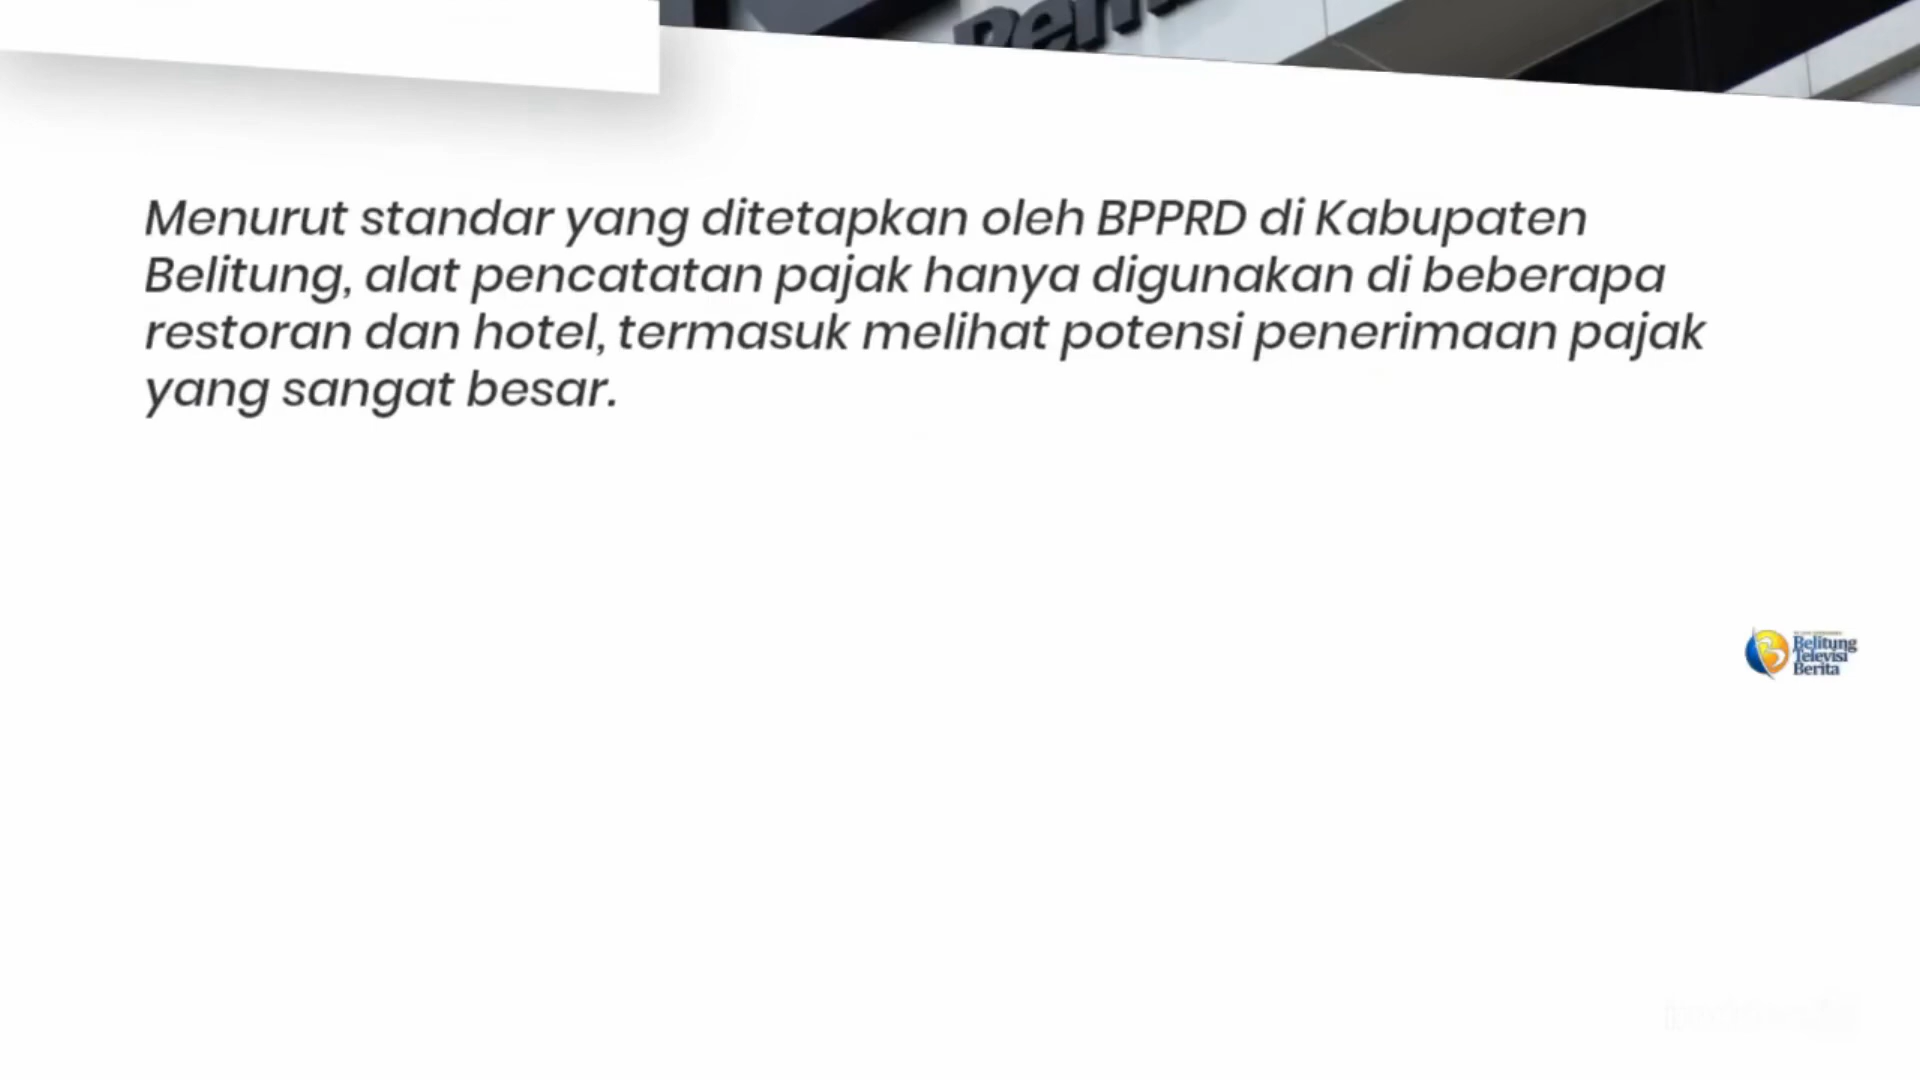 Menurut standar yang ditetapkan oleh BPPRD di Kabupaten
Belitung, alat pencatatan pajak hanya digunakan di beberapa
restoran dan hotel, termasuk melihat potensi penerimaan pajak
yang sangat besar.
Belitung
Televisi
Berita